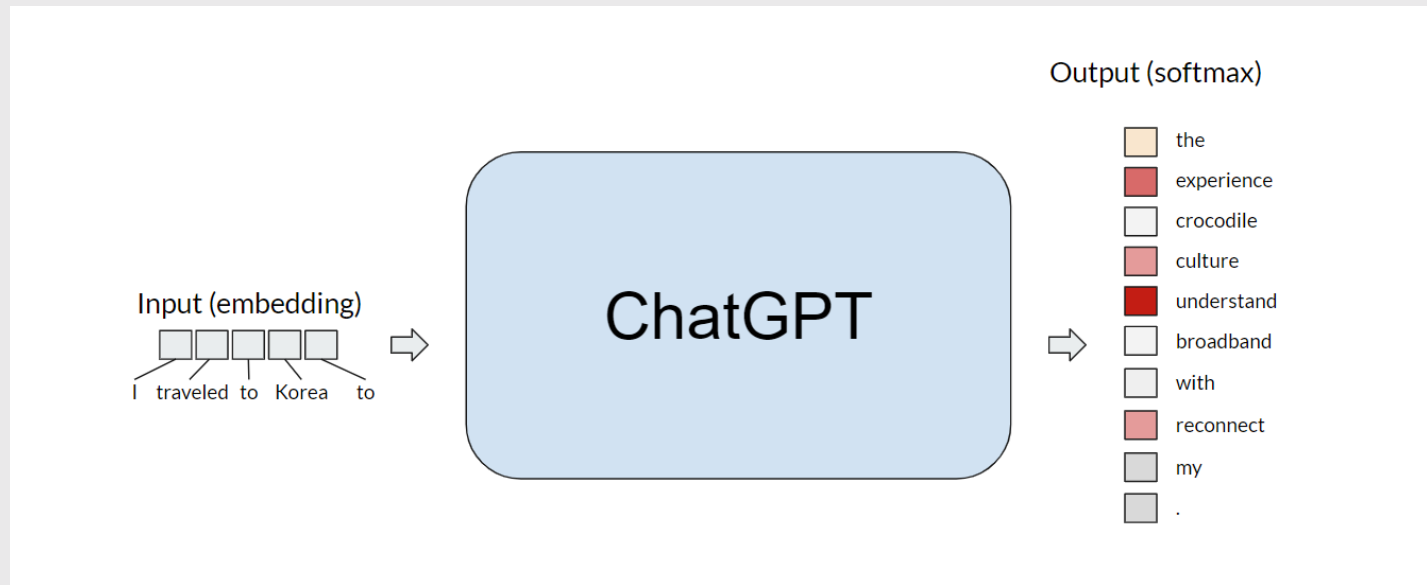 Output (softmax)
the
experience
crocodile
culture
understand
broadband
with
reconnect
my
.
Input (embedding)
I traveled to Korea to
ChatGPT